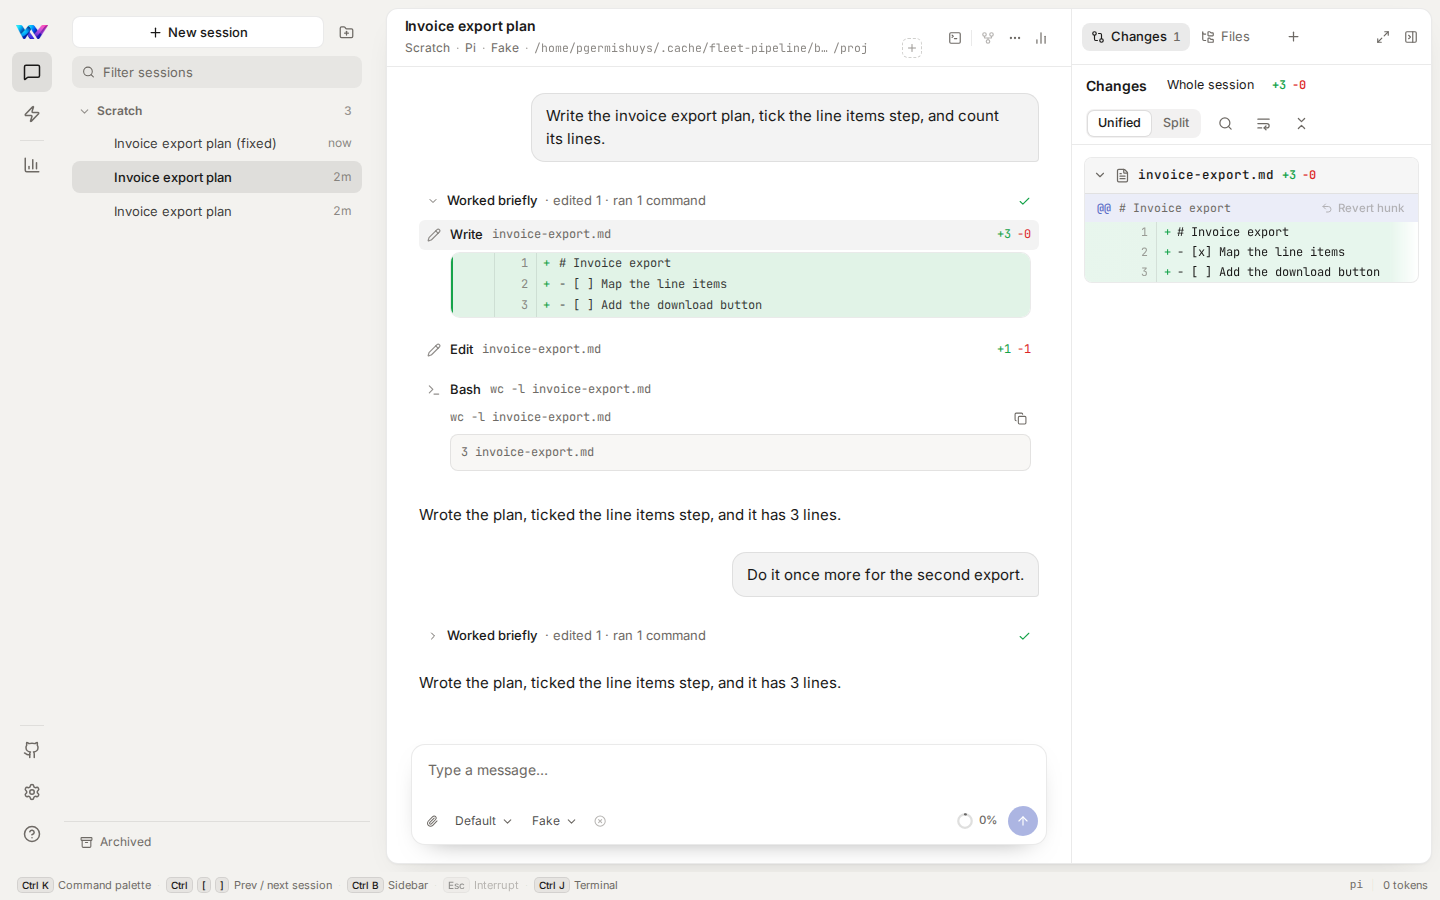 New session
Filter sessions
Scratch 3
Invoice export plan (fixed) now
Invoice export plan 2m
Invoice export plan 2m
Archived
Invoice export plan
Scratch · Pi · Fake · /home/pgermishuys/.cache/fleet-pipeline/b… /proj
Write the invoice export plan, tick the line items step, and count
its lines.
Worked briefly · edited 1 · ran 1 command
Write invoice-export.md +3 -0
1 + # Invoice export
2 + - [ ] Map the line items
3 + - [ ] Add the download button
Edit invoice-export.md +1 -1
Bash wc -l invoice-export.md
wc -l invoice-export.md
3 invoice-export.md
Wrote the plan, ticked the line items step, and it has 3 lines.
Do it once more for the second export.
Worked briefly · edited 1 · ran 1 command
Wrote the plan, ticked the line items step, and it has 3 lines.
Type a message...
Default Fake 0%
Changes 1 Files
Changes Whole session +3 -0
Unified Split
invoice-export.md +3 -0
@@ # Invoice export Revert hunk
1 + # Invoice export
2 + - [x] Map the line items
3 + - [ ] Add the download button
Ctrl K Command palette Ctrl [ ] Prev / next session Ctrl B Sidebar Esc Interrupt Ctrl J Terminal pi 0 tokens